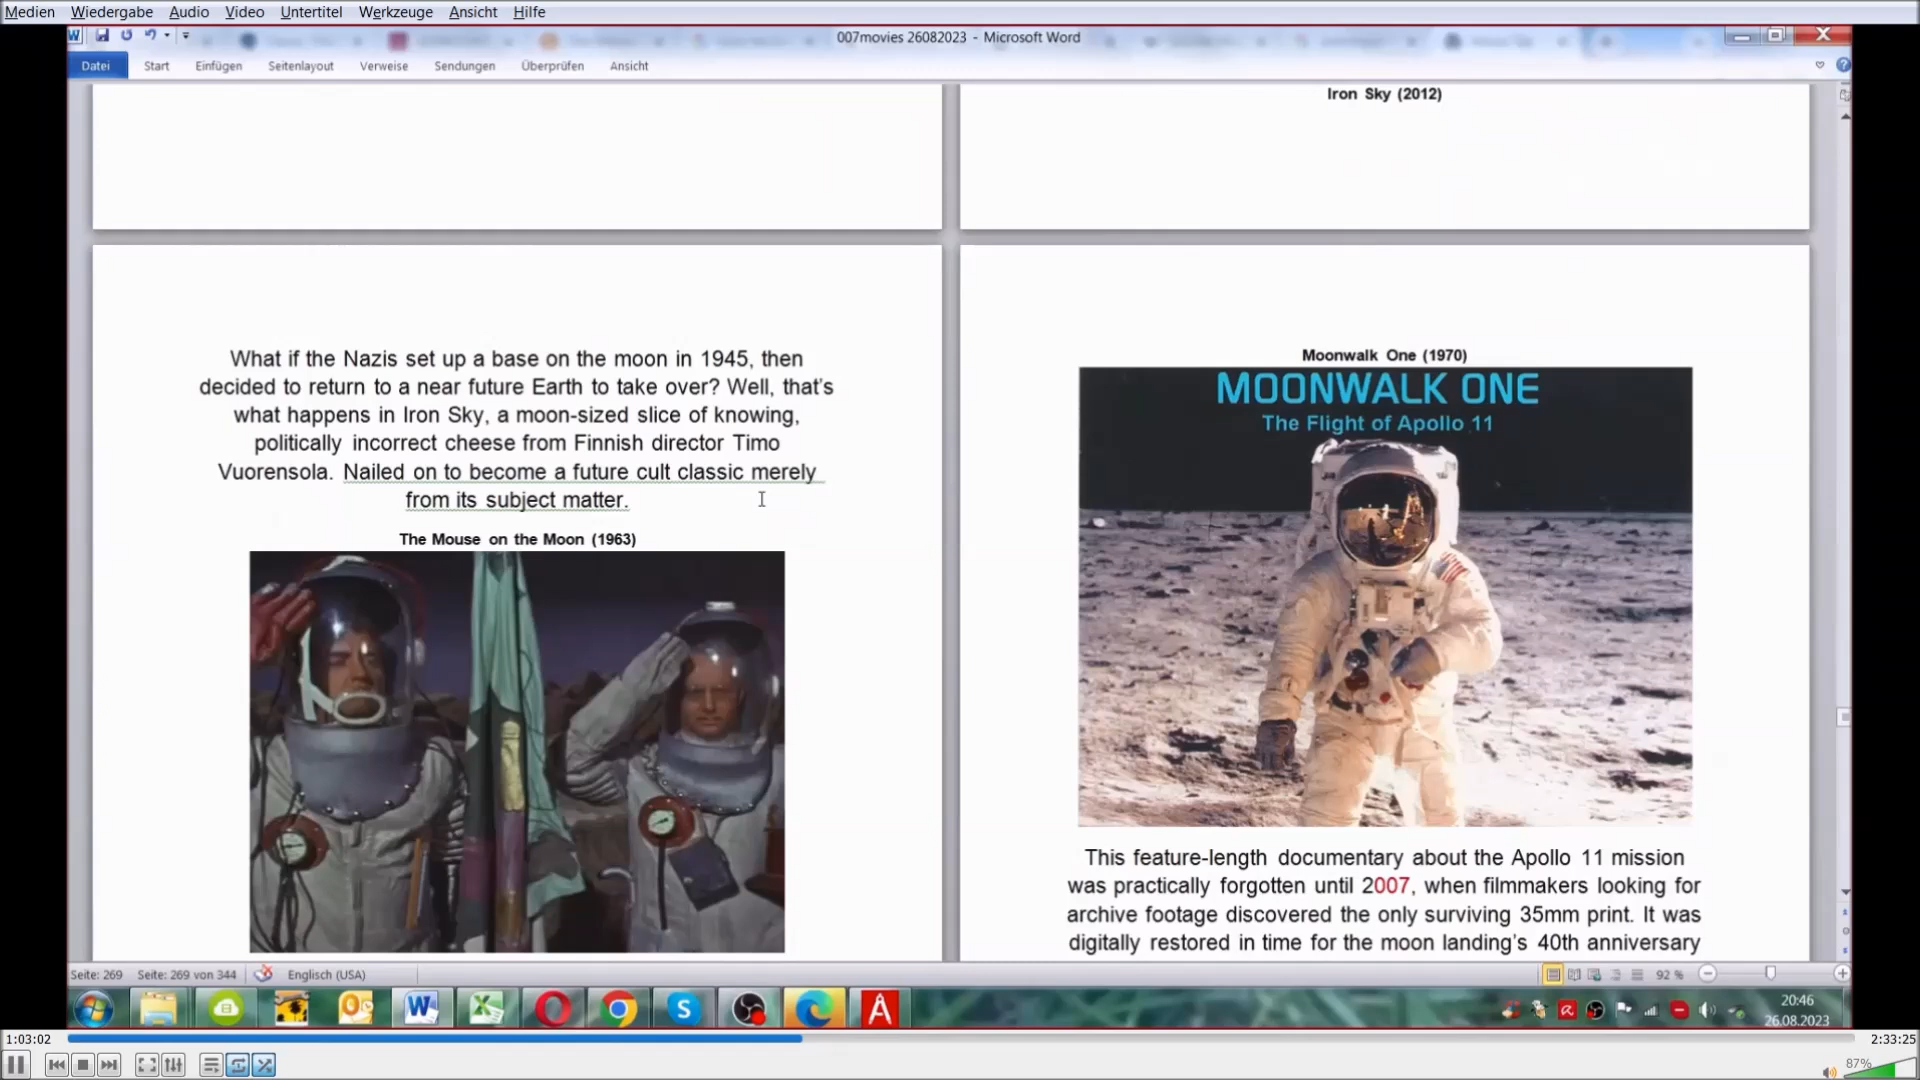 Medien Wiedergabe Audio Video Untertitel Werkzeuge Ansicht Hilfe
007movies 26082023 - Microsoft Word
Datei Start Einfügen Seitenlayout Verweise Sendungen Überprüfen Ansicht
Iron Sky (2012)
What if the Nazis set up a base on the moon in 1945, then
decided to return to a near future Earth to take over? Well, that's
what happens in Iron Sky, a moon-sized slice of knowing,
politically incorrect cheese from Finnish director Timo
Vuorensola. Nailed on to become a future cult classic merely
from its subject matter.
The Mouse on the Moon (1963)
Moonwalk One (1970)
MOONWALK ONE
The Flight of Apollo 11
This feature-length documentary about the Apollo 11 mission
was practically forgotten until 2007, when filmmakers looking for
archive footage discovered the only surviving 35mm print. It was
digitally restored in time for the moon landing's 40th anniversary
Seite: 269 Seite: 269 von 344 Englisch (USA) 92 %
20:46
26.08.2023
1:03:02 2:33:25
87%